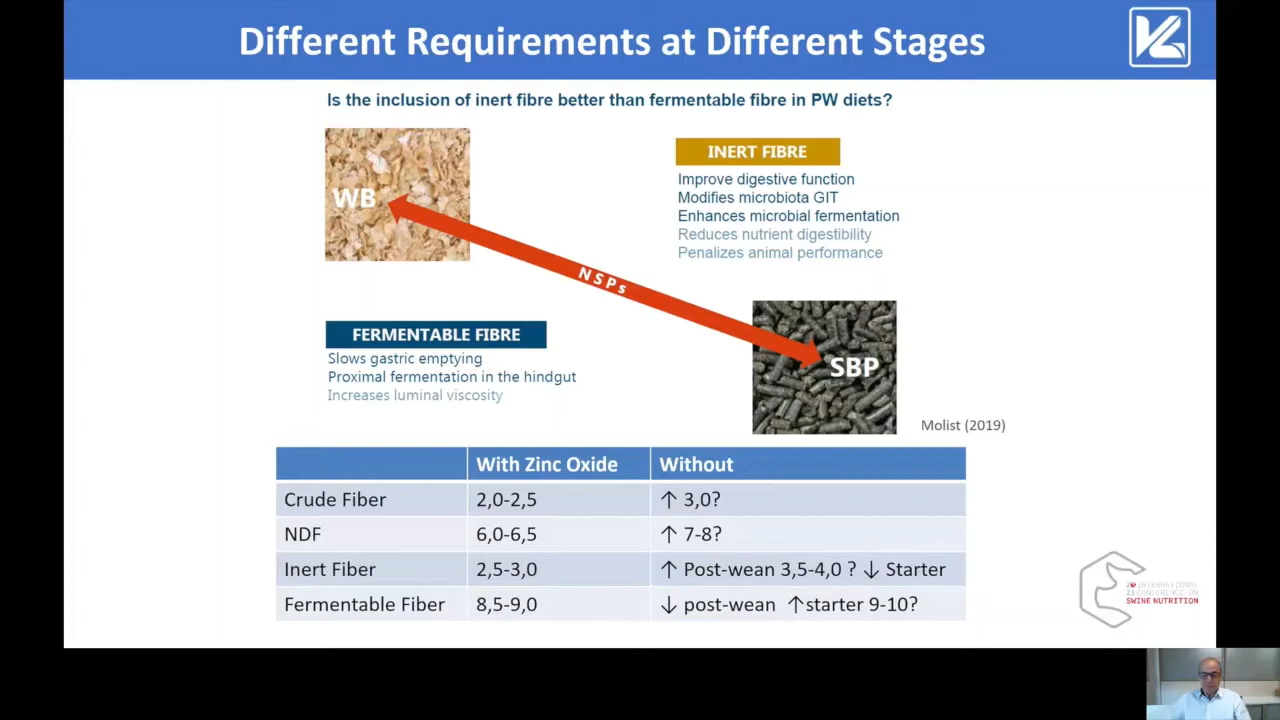 Different Requirements at Different Stages
Is the inclusion of inert fibre better than fermentable fibre in PW diets?
WB
INERT FIBRE
Improve digestive function
Modifies microbiota GIT
Enhances microbial fermentation
Reduces nutrient digestibility
Penalizes animal performance
NSPs
FERMENTABLE FIBRE
Slows gastric emptying
Proximal fermentation in the hindgut
Increases luminal viscosity
SBP
Molist (2019)
With Zinc Oxide Without
Crude Fiber 2,0-2,5 ↑ 3,0?
NDF 6,0-6,5 ↑ 7-8?
Inert Fiber 2,5-3,0 ↑ Post-wean 3,5-4,0 ? ↓ Starter
Fermentable Fiber 8,5-9,0 ↓ post-wean ↑starter 9-10?
20 INTERNATIONAL
21 CONFERENCE ON
SWINE NUTRITION